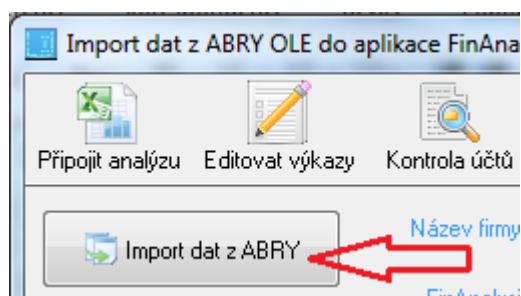 Import dat z ABRY OLE do aplikace FinAna
Připojit analýzu Editovat výkazy Kontrola účtů
Import dat z ABRY
Název firmy